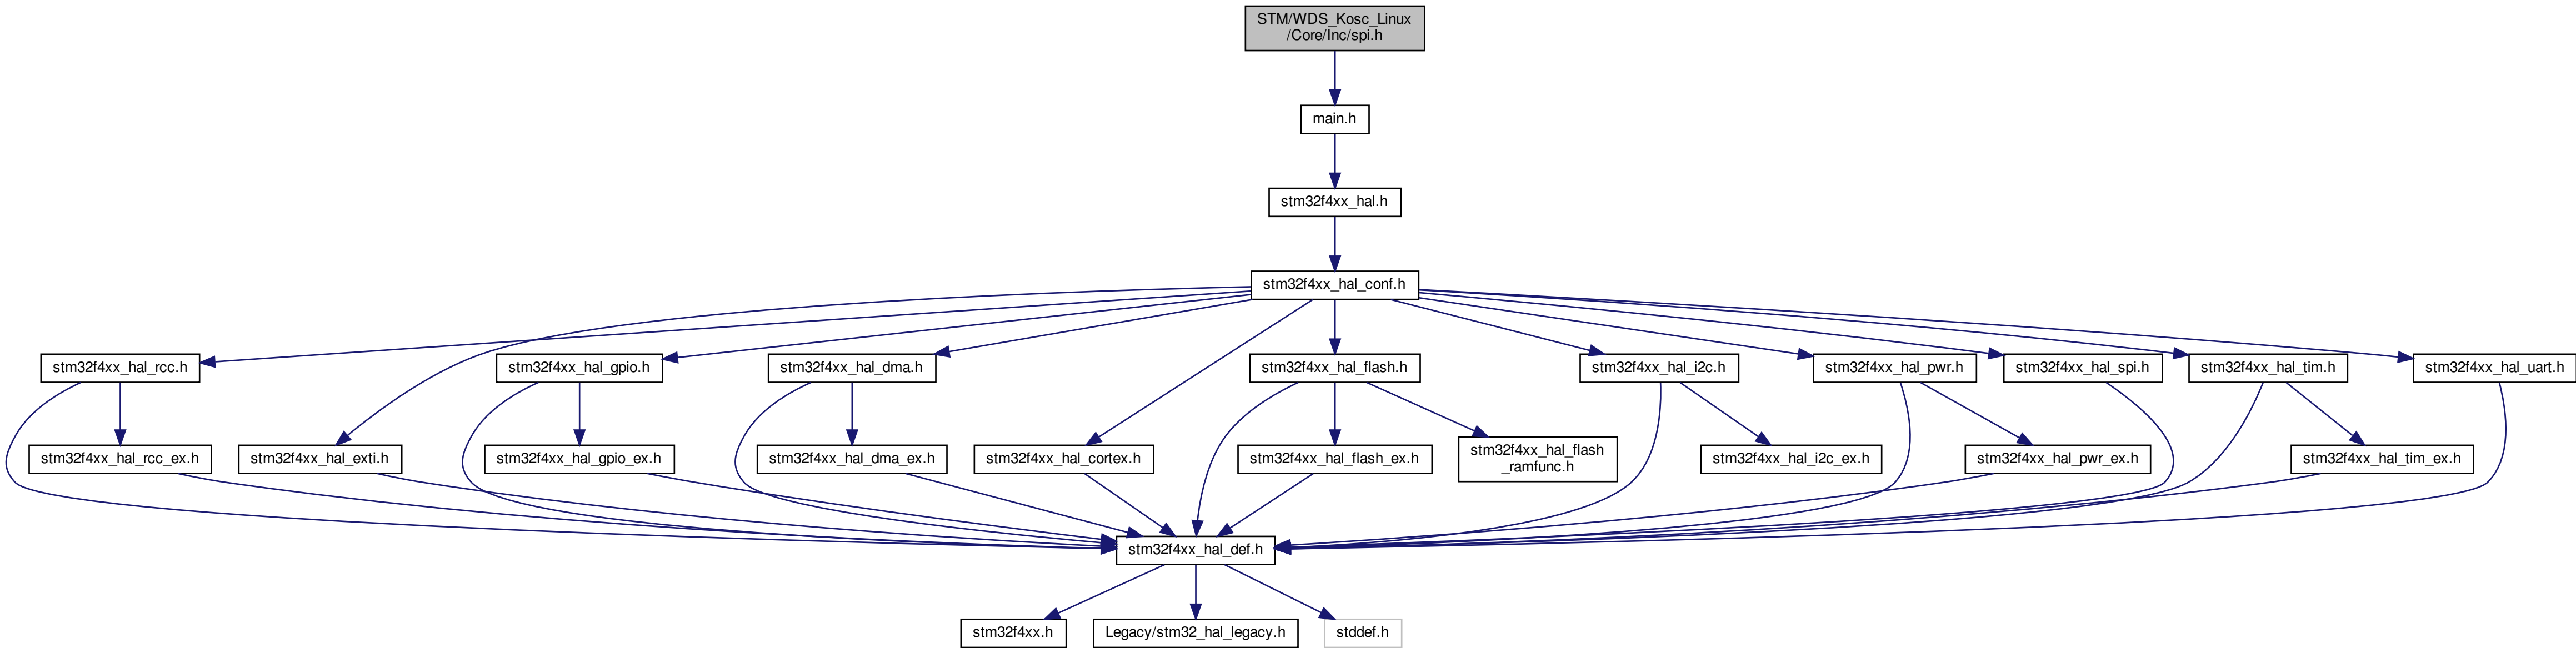 STM/WDS_Kosc_Linux
/Core/Inc/spi.h
main.h
stm32f4xx_hal.h
stm32f4xx_hal_conf.h
stm32f4xx_hal_rcc.h
stm32f4xx_hal_gpio.h
stm32f4xx_hal_dma.h
stm32f4xx_hal_flash.h
stm32f4xx_hal_i2c.h
stm32f4xx_hal_pwr.h
stm32f4xx_hal_spi.h
stm32f4xx_hal_tim.h
stm32f4xx_hal_uart.h
stm32f4xx_hal_rcc_ex.h
stm32f4xx_hal_exti.h
stm32f4xx_hal_gpio_ex.h
stm32f4xx_hal_dma_ex.h
stm32f4xx_hal_cortex.h
stm32f4xx_hal_flash_ex.h
stm32f4xx_hal_flash
_ramfunc.h
stm32f4xx_hal_i2c_ex.h
stm32f4xx_hal_pwr_ex.h
stm32f4xx_hal_tim_ex.h
stm32f4xx_hal_def.h
stm32f4xx.h
Legacy/stm32_hal_legacy.h
stddef.h